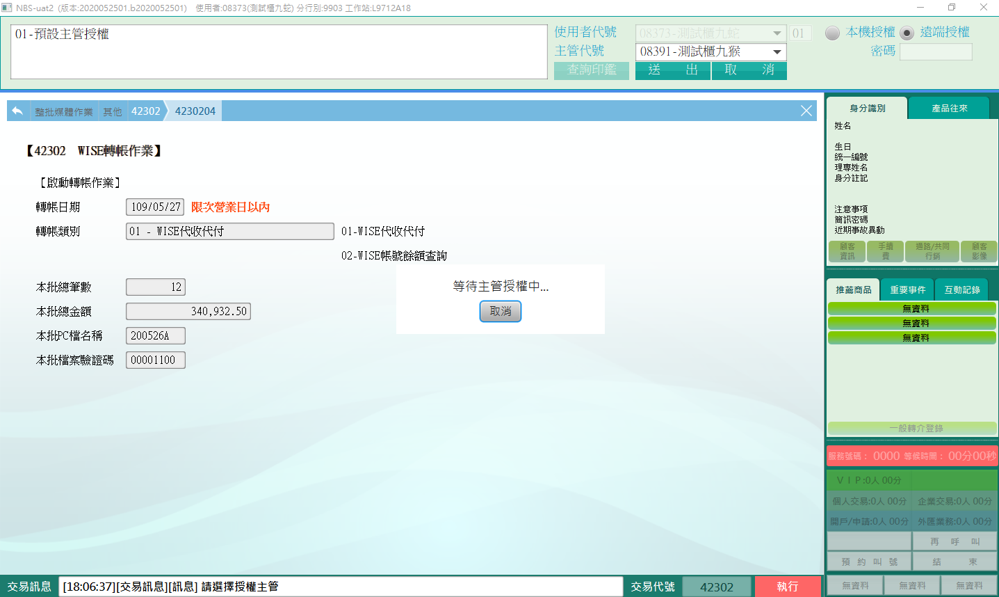 NBS-uat2 (版本:2020052501.b2020052501) 使用者:08373(測試櫃九蛇) 分行別:9903 工作站:L9712A18
01-預設主管授權
使用者代號 08373-測試櫃九蛇 01 本機授權 遠端授權
主管代號 08391-測試櫃九猴 密碼
查詢印鑑 送 出 取 消
整批媒體作業 其他 42302 4230204
【42302 WISE轉帳作業】
【啟動轉帳作業】
轉帳日期 109/05/27 限次營業日以內
轉帳類別 01 - WISE代收代付 01-WISE代收代付
02-WISE帳號餘額查詢
本批總筆數 12
本批總金額 340,932.50
本批PC檔名稱 200526A
本批檔案驗證碼 00001100
等待主管授權中...
取消
身分識別 產品往來
姓名
生日
統一編號
理專姓名
身分註記
注意事項
簡訊密碼
近期事故異動
顧客資訊 手續費 通路/共同行銷 顧客影像
推薦商品 重要事件 互動記錄
無資料
無資料
無資料
一般轉介登錄
服務號碼： 0000 等候時間： 00分00秒
ＶＩＰ:0人 00分
個人交易:0人 00分 企業交易:0人 00分
開戶/申請:0人 00分 外匯業務:0人 00分
再 呼 叫
預 約 叫 號 結 束
無資料 無資料 無資料
交易訊息 [18:06:37][交易訊息][訊息] 請選擇授權主管 交易代號 42302 執行